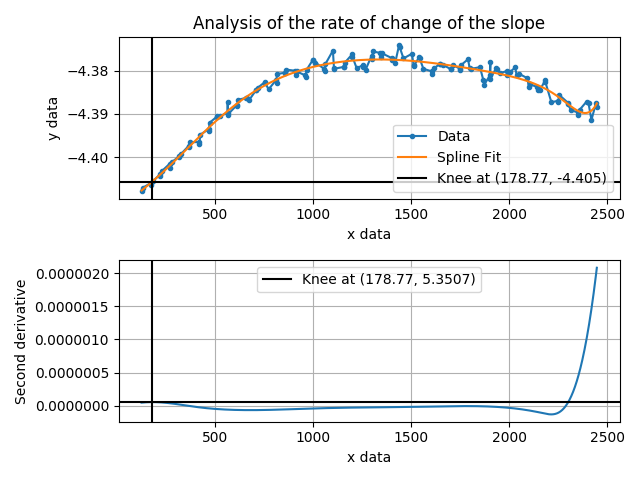 Analysis of the rate of change of the slope
y data
−4.38
−4.39
−4.40
Data
Spline Fit
Knee at (178.77, -4.405)
500
1000
1500
2000
2500
x data
Second derivative
0.0000020
0.0000015
0.0000010
0.0000005
0.0000000
Knee at (178.77, 5.3507)
500
1000
1500
2000
2500
x data